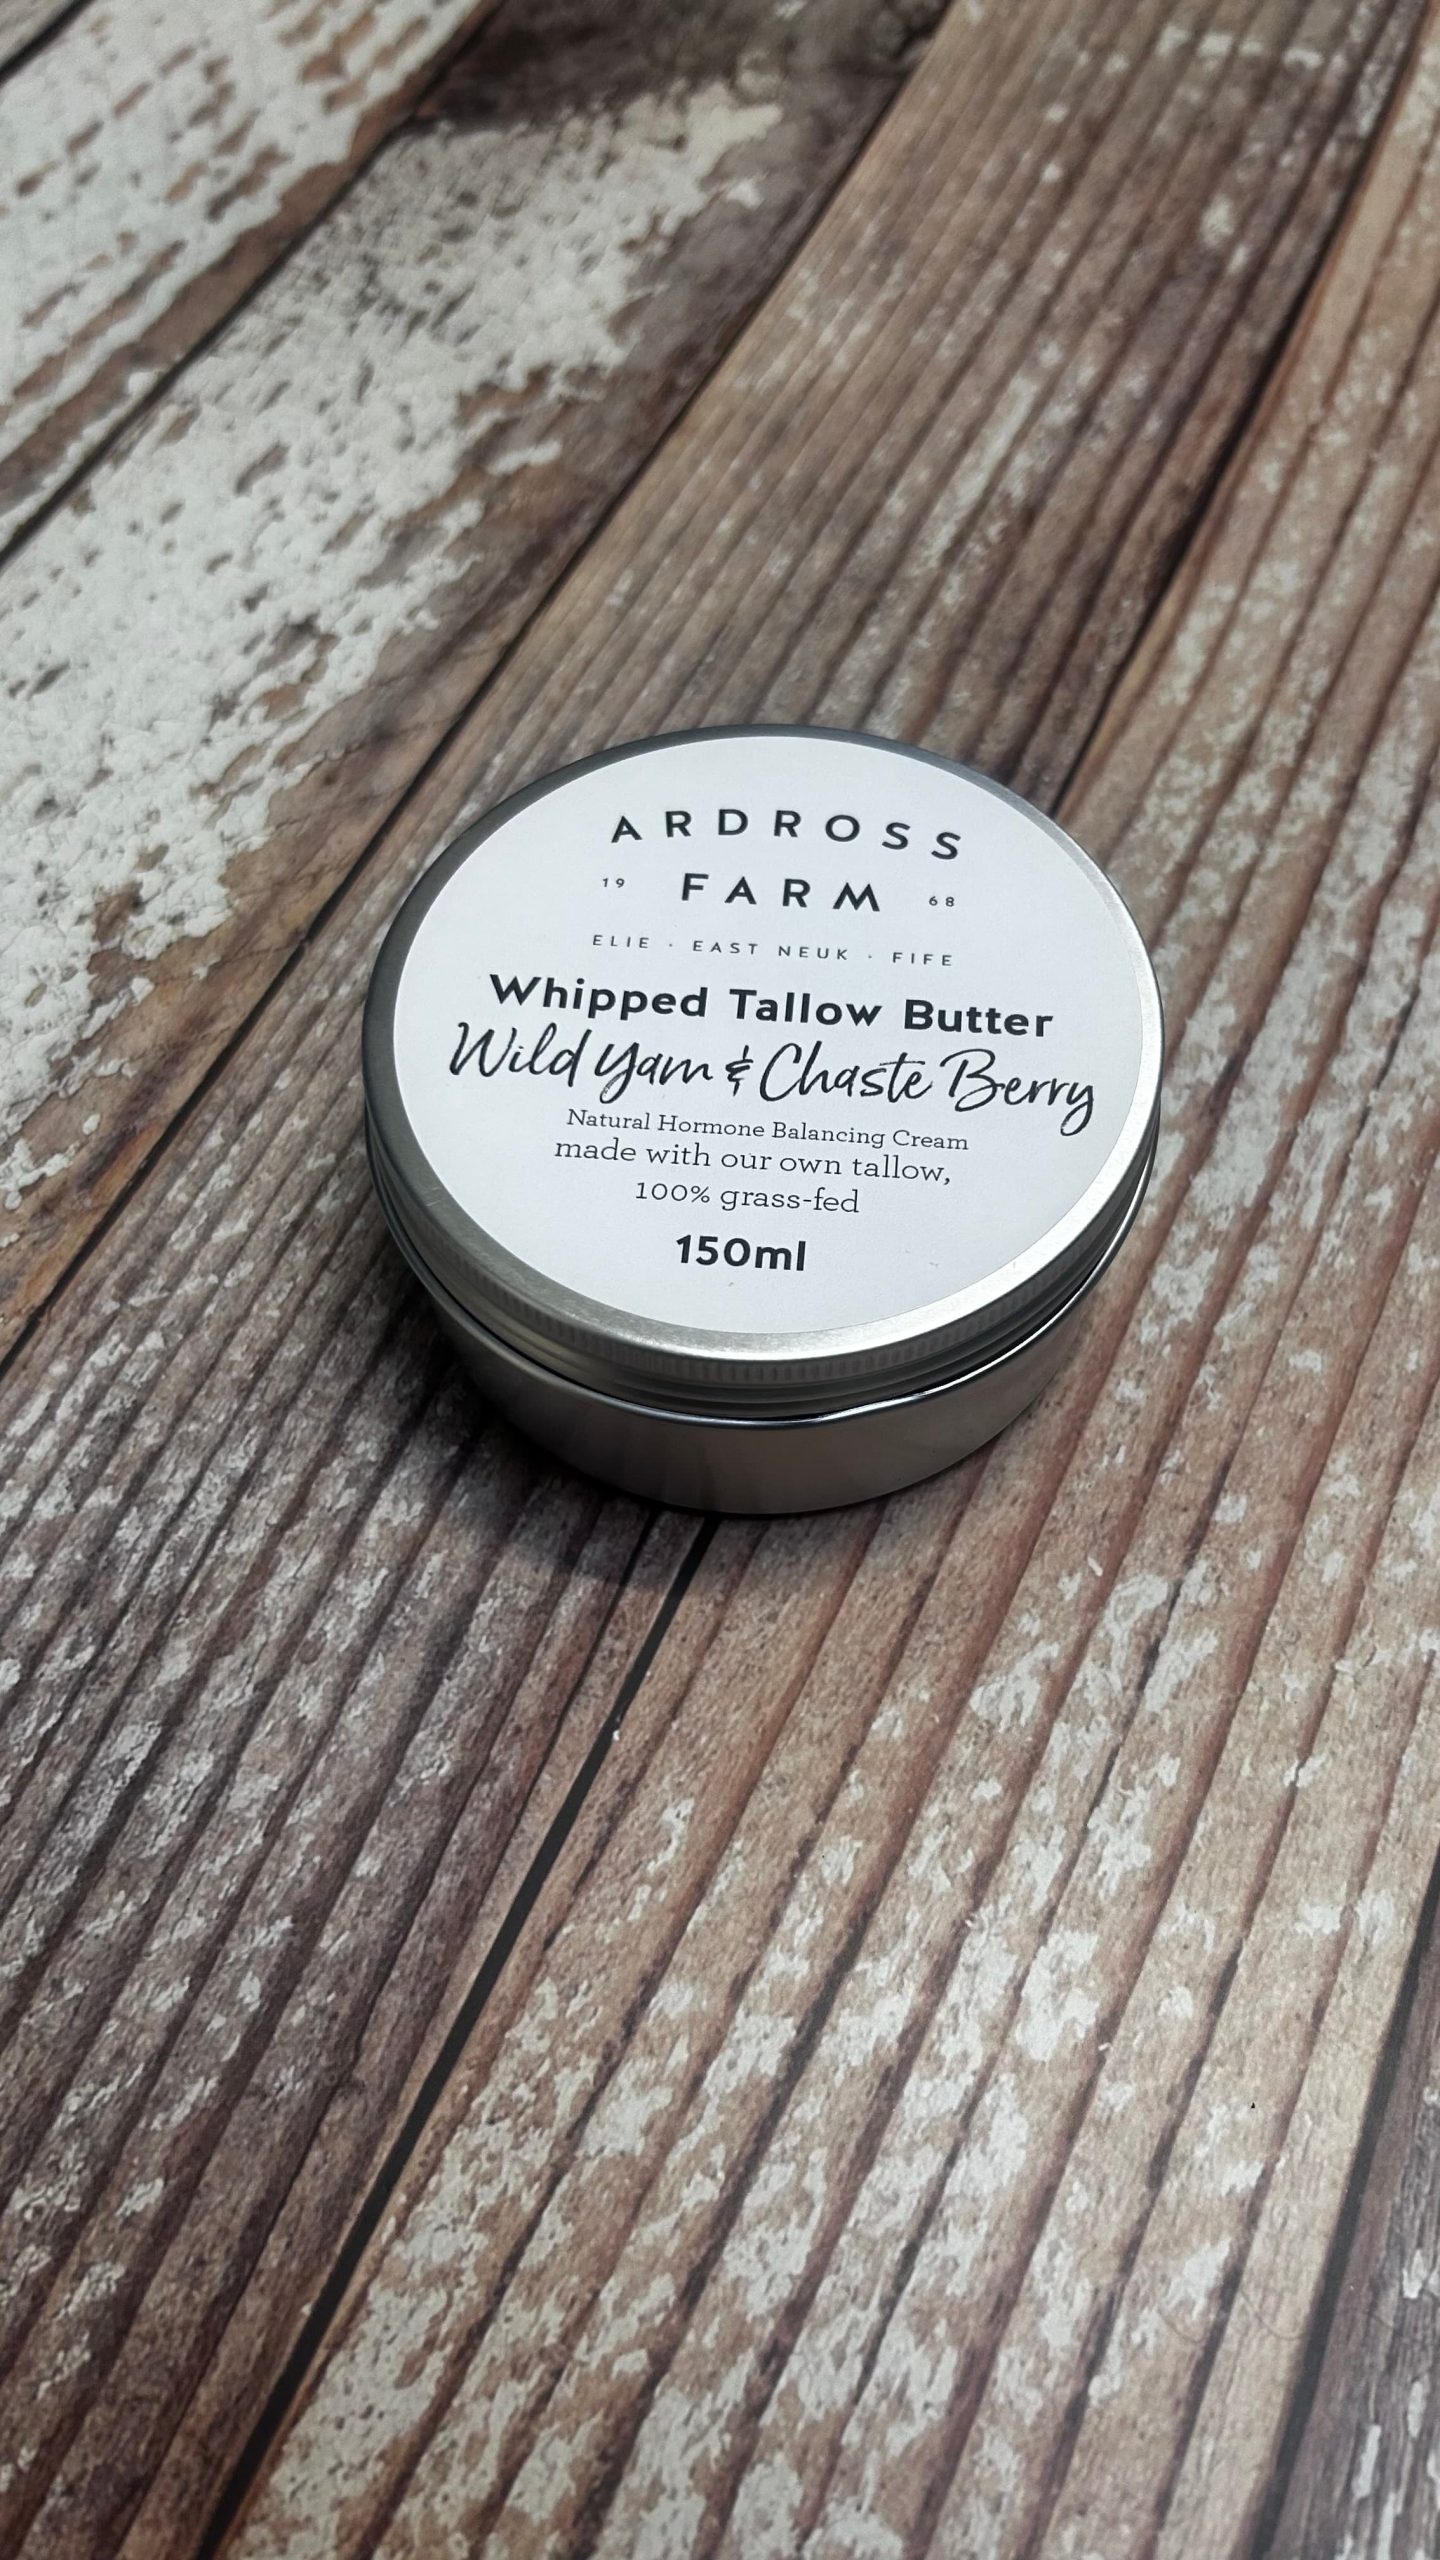 ARDROSS
19 FARM 68
ELIE · EAST NEUK · FIFE
Whipped Tallow Butter
Wild Yam & Chaste Berry
Natural Hormone Balancing Cream
made with our own tallow,
100% grass-fed
150ml